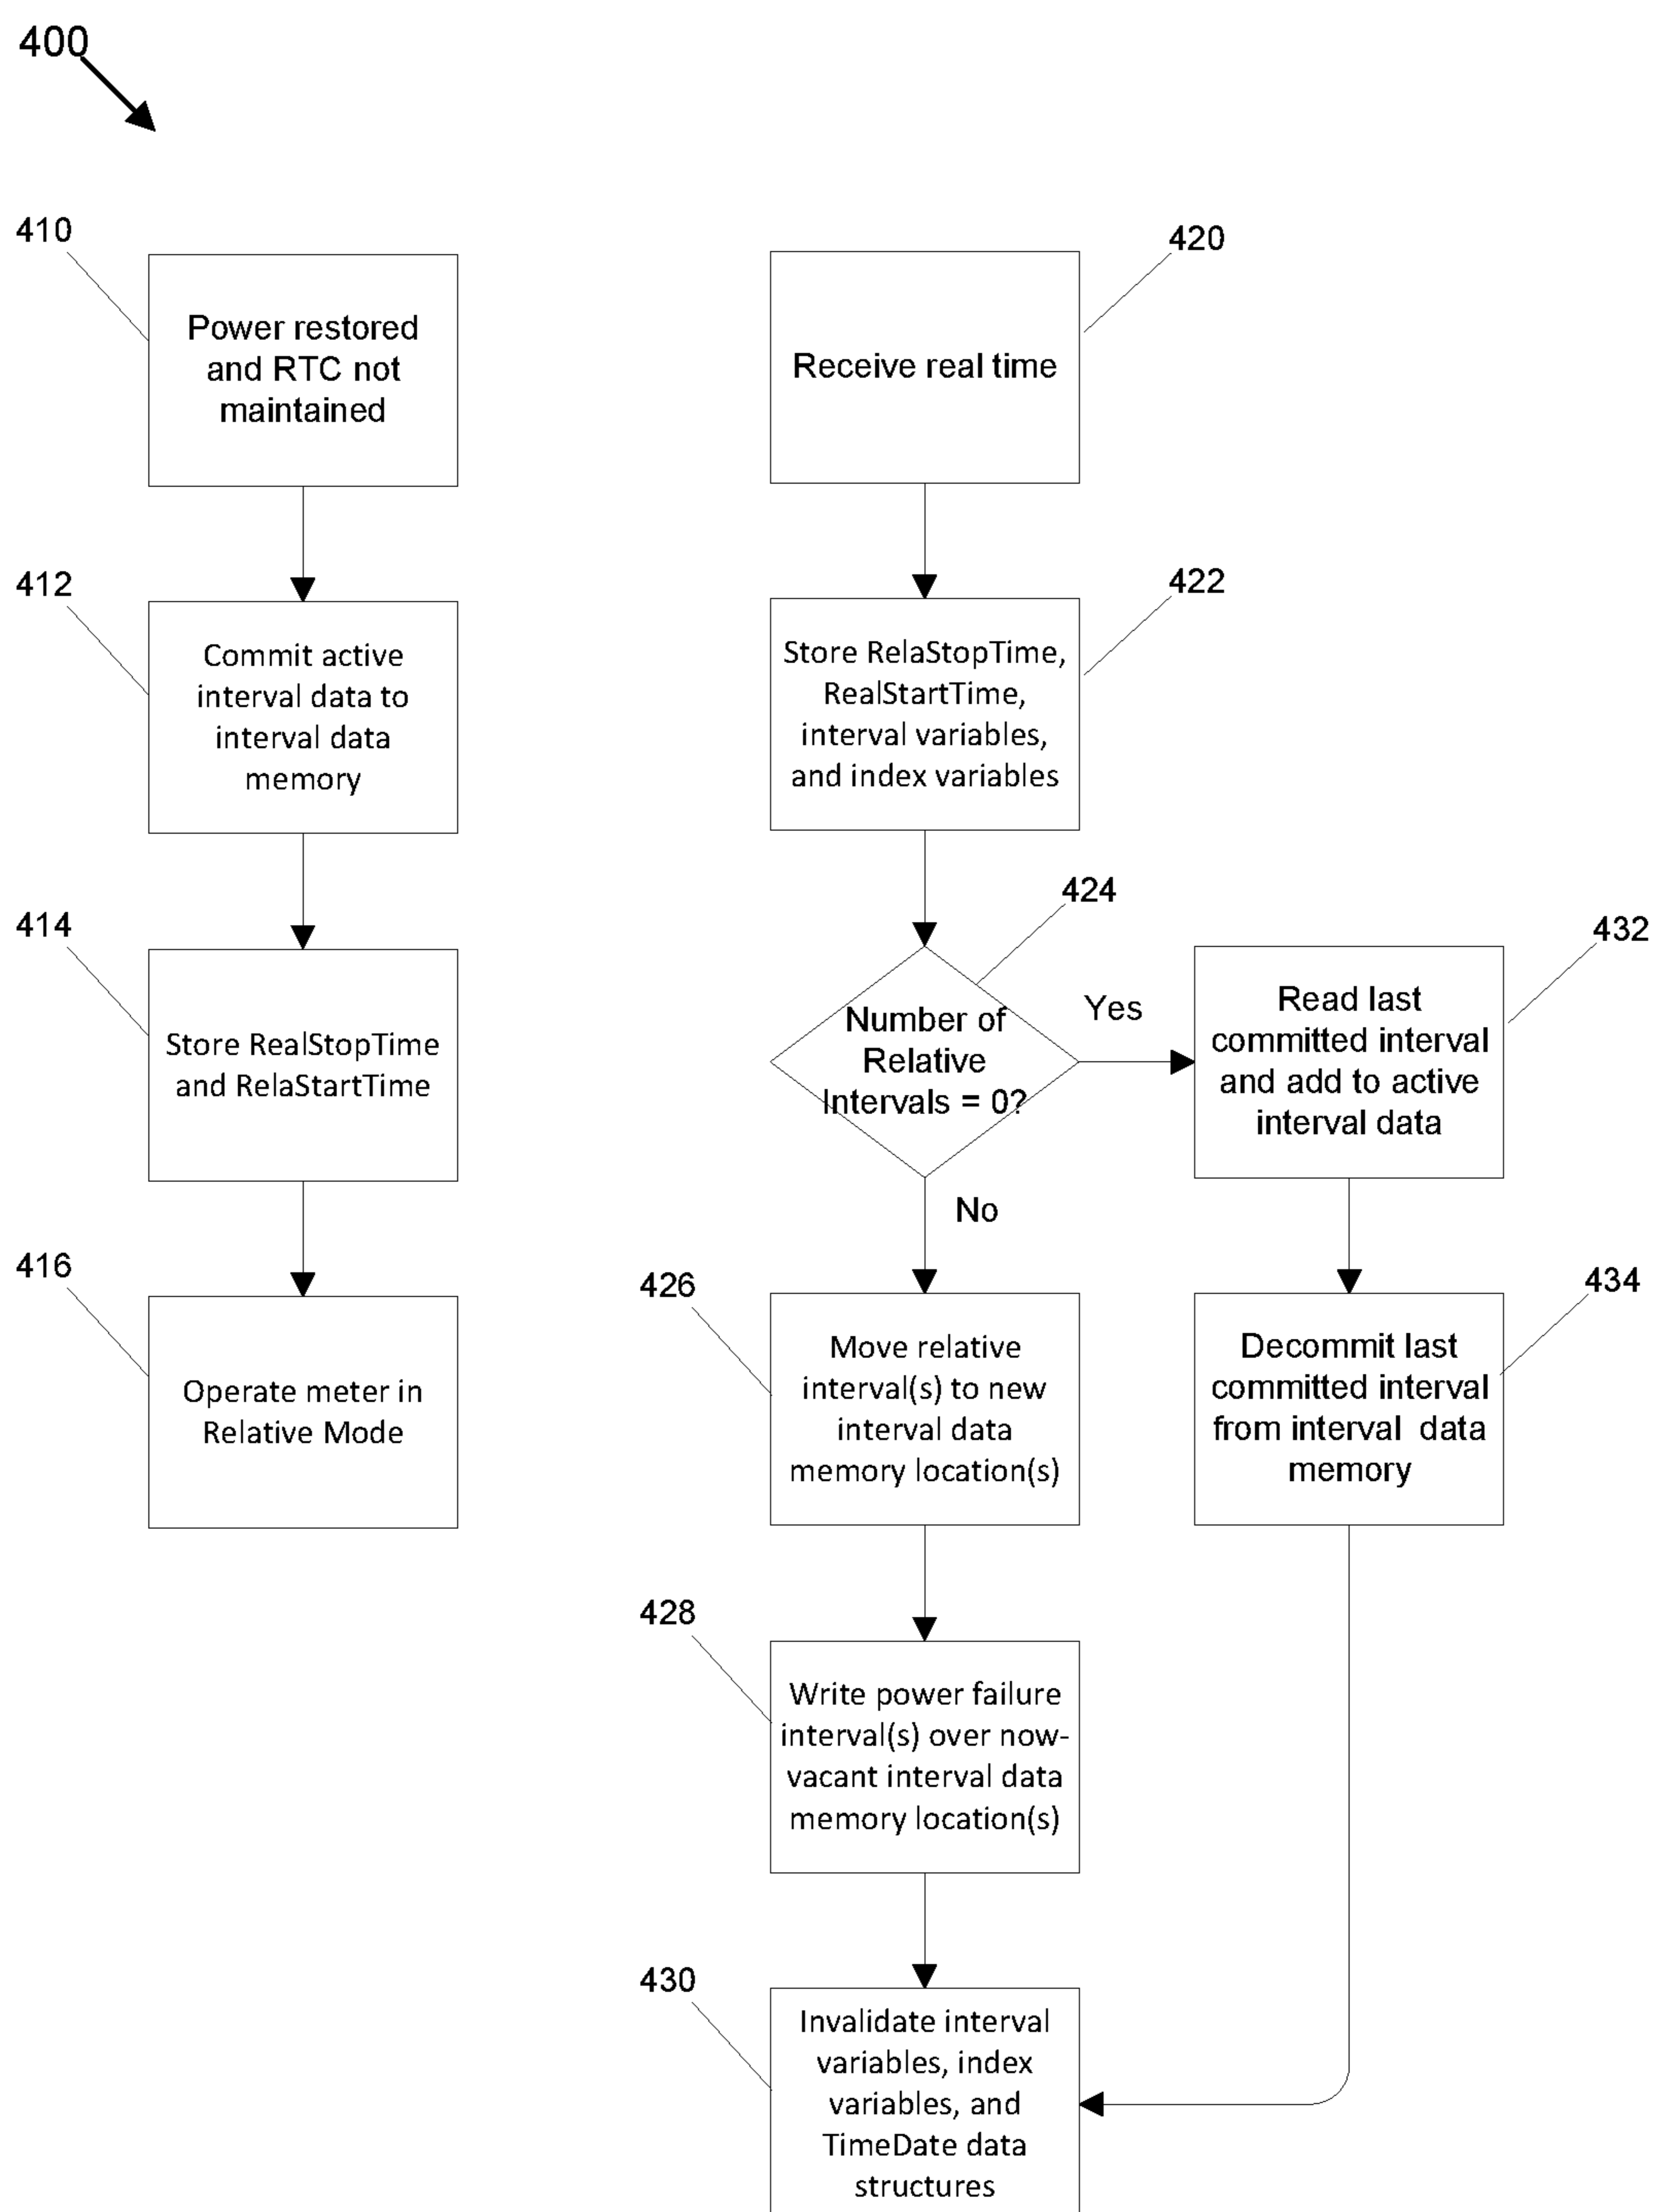 400
410
Power restored
and RTC not
maintained
412
Commit active
interval data to
interval data
memory
414
Store RealStopTime
and RelaStartTime
416
Operate meter in
Relative Mode
420
Receive real time
422
Store RelaStopTime,
RealStartTime,
interval variables,
and index variables
424
Number of
Relative
Intervals = 0?
Yes
No
432
Read last
committed interval
and add to active
interval data
434
Decommit last
committed interval
from interval data
memory
426
Move relative
interval(s) to new
interval data
memory location(s)
428
Write power failure
interval(s) over now-
vacant interval data
memory location(s)
430
Invalidate interval
variables, index
variables, and
TimeDate data
structures